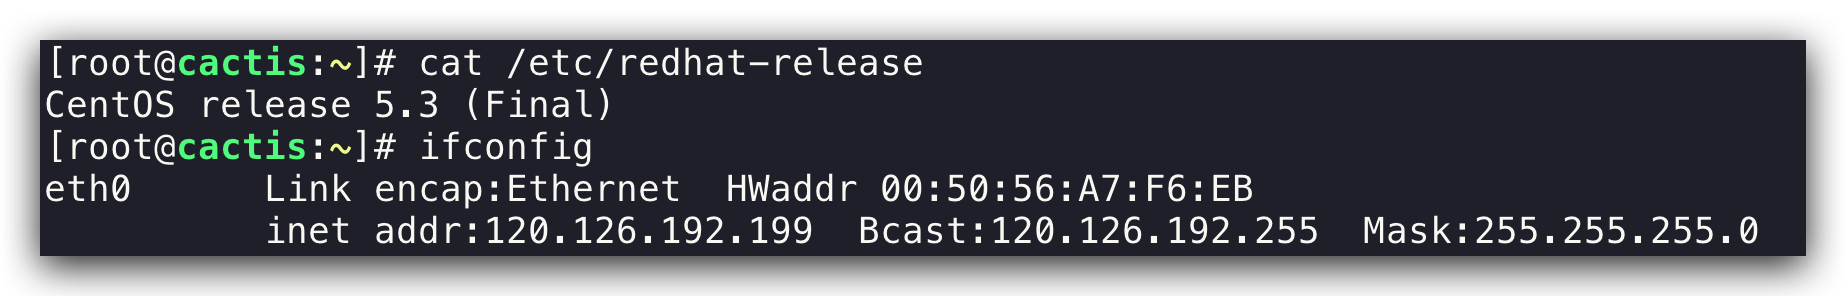 [root@cactis:~]# cat /etc/redhat-release
CentOS release 5.3 (Final)
[root@cactis:~]# ifconfig
eth0      Link encap:Ethernet  HWaddr 00:50:56:A7:F6:EB
          inet addr:120.126.192.199  Bcast:120.126.192.255  Mask:255.255.255.0